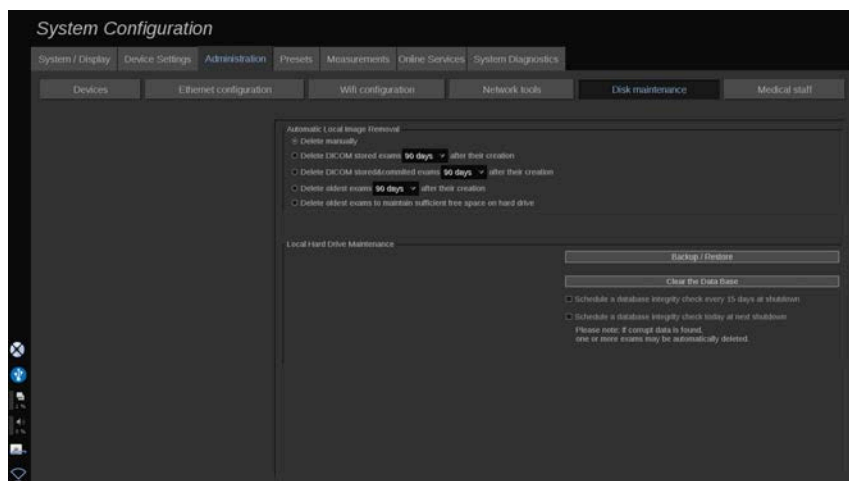 System Configuration
System / Display Device Settings Administration Presets Measurements Online Services System Diagnostics
Devices Ethernet configuration Wifi configuration Network tools Disk maintenance Medical staff
Automatic Local Image Removal
Delete manually
Delete DICOM stored exams 90 days after their creation
Delete DICOM stored&commited exams 90 days after their creation
Delete oldest exams 90 days after their creation
Delete oldest exams to maintain sufficient free space on hard drive
Local Hard Drive Maintenance
Backup / Restore
Clear the Data Base
Schedule a database integrity check every 15 days at shutdown
Schedule a database integrity check today at next shutdown
Please note: if corrupt data is found,
one or more exams may be automatically deleted.